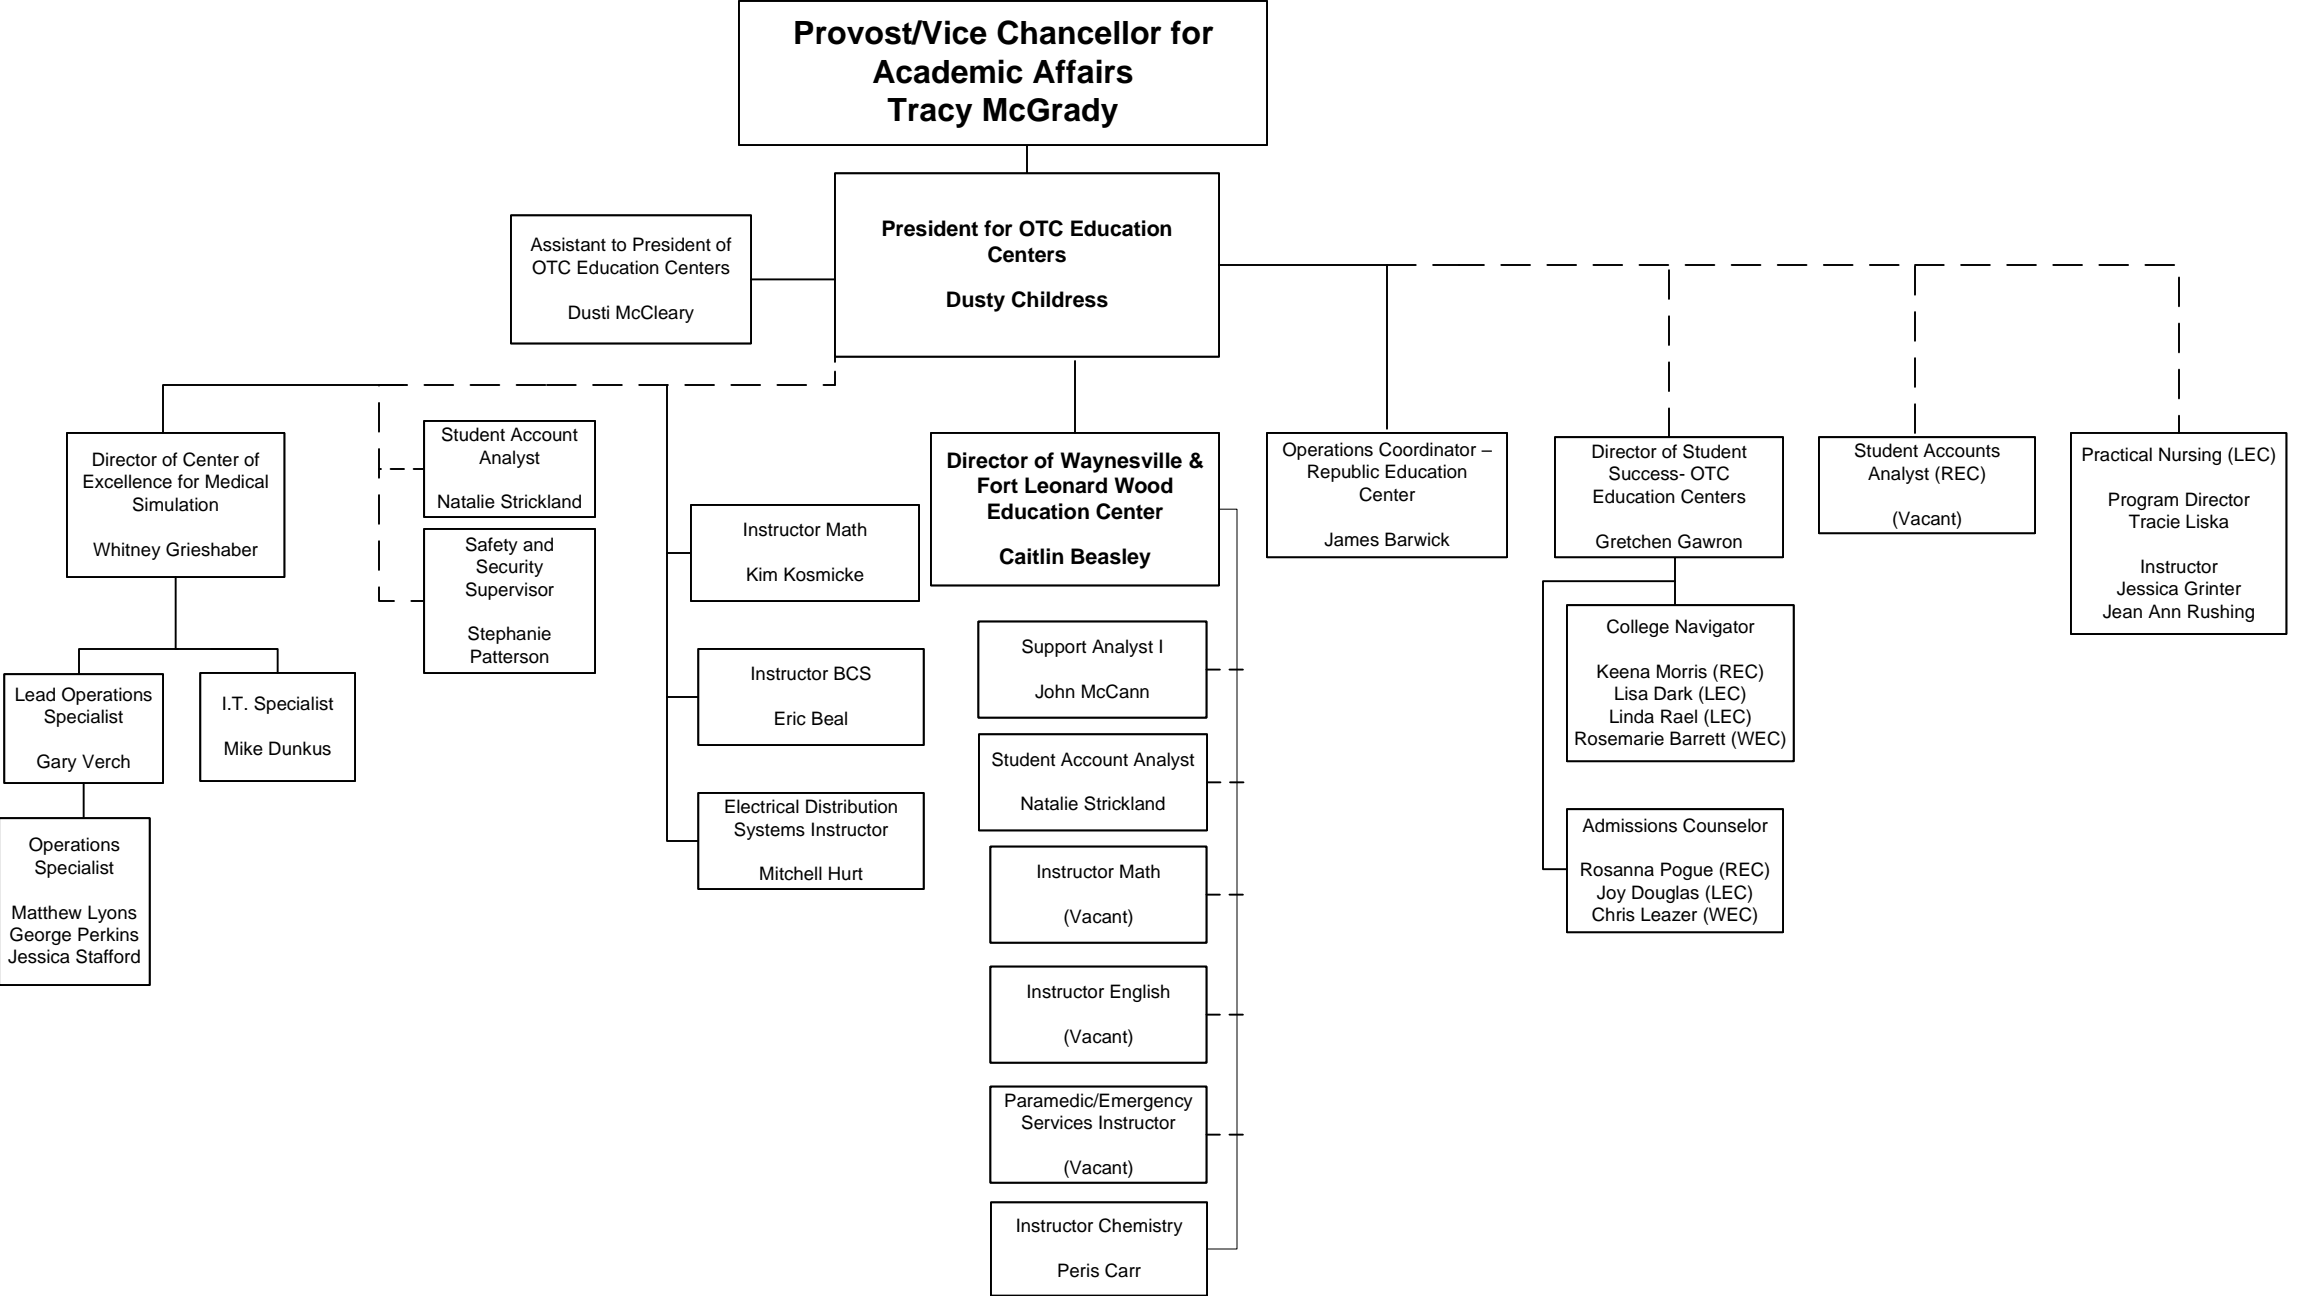 Provost/Vice Chancellor for
Academic Affairs
Tracy McGrady
President for OTC Education
Centers
Dusty Childress
Assistant to President of
OTC Education Centers
Dusti McCleary
Director of Center of
Excellence for Medical
Simulation
Whitney Grieshaber
Lead Operations
Specialist
Gary Verch
I.T. Specialist
Mike Dunkus
Operations
Specialist
Matthew Lyons
George Perkins
Jessica Stafford
Student Account
Analyst
Natalie Strickland
Safety and
Security
Supervisor
Stephanie
Patterson
Instructor Math
Kim Kosmicke
Instructor BCS
Eric Beal
Electrical Distribution
Systems Instructor
Mitchell Hurt
Director of Waynesville &
Fort Leonard Wood
Education Center
Caitlin Beasley
Support Analyst I
John McCann
Student Account Analyst
Natalie Strickland
Instructor Math
(Vacant)
Instructor English
(Vacant)
Paramedic/Emergency
Services Instructor
(Vacant)
Instructor Chemistry
Peris Carr
Operations Coordinator –
Republic Education
Center
James Barwick
Director of Student
Success- OTC
Education Centers
Gretchen Gawron
College Navigator
Keena Morris (REC)
Lisa Dark (LEC)
Linda Rael (LEC)
Rosemarie Barrett (WEC)
Admissions Counselor
Rosanna Pogue (REC)
Joy Douglas (LEC)
Chris Leazer (WEC)
Student Accounts
Analyst (REC)
(Vacant)
Practical Nursing (LEC)
Program Director
Tracie Liska
Instructor
Jessica Grinter
Jean Ann Rushing